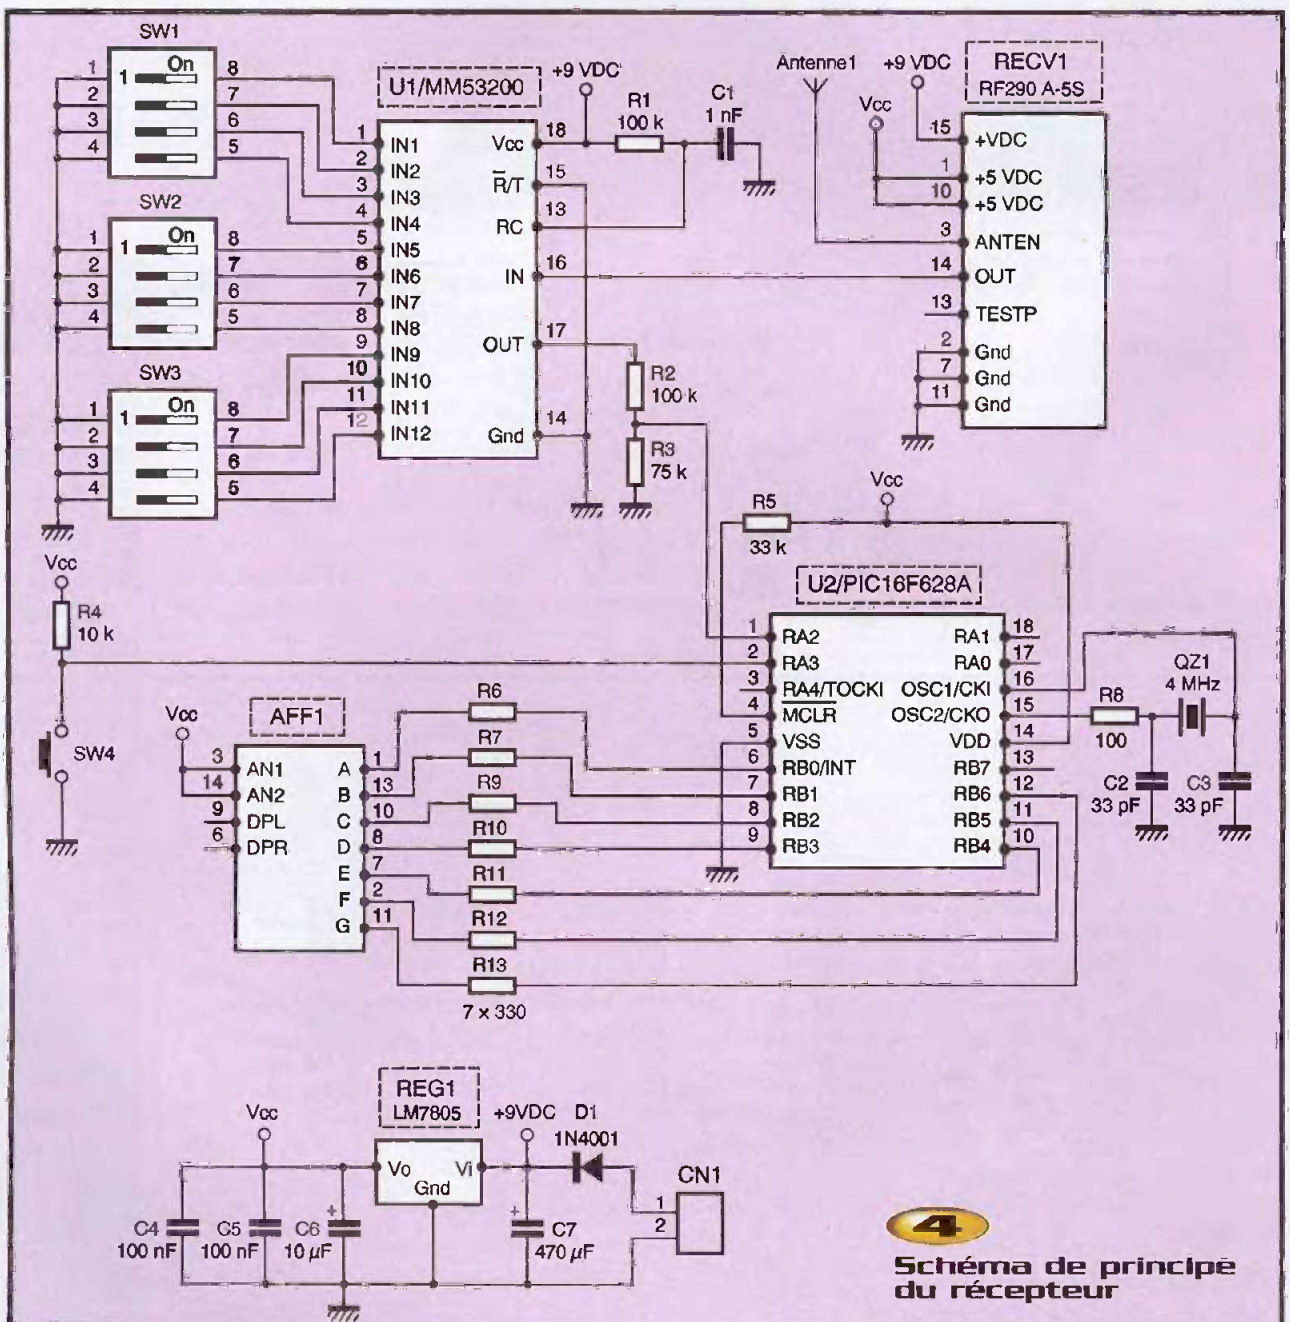 SW1
On
1
1
2
3
4
8
7
6
5
SW2
On
1
1
2
3
4
8
7
6
5
SW3
On
1
1
2
3
4
8
7
6
5
U1/MM53200
1 IN1
2 IN2
3 IN3
4 IN4
5 IN5
6 IN6
7 IN7
8 IN8
9 IN9
10 IN10
11 IN11
12 IN12
Vcc 18
R/T 15
RC 13
IN 16
OUT 17
Gnd 14
+9 VDC
R1
100 k
C1
1 nF
R2
100 k
R3
75 k
Antenne1
+9 VDC
Vcc
RECV1
RF290 A-5S
15 +VDC
1 +5 VDC
10 +5 VDC
3 ANTEN
14 OUT
13 TESTP
2 Gnd
7 Gnd
11 Gnd
Vcc
R4
10 k
SW4
R5
33 k
Vcc
U2/PIC16F628A
1 RA2
2 RA3
3 RA4/TOCKI
4 MCLR
5 VSS
6 RB0/INT
7 RB1
8 RB2
9 RB3
RA1 18
RA0 17
OSC1/CKI 16
OSC2/CKO 15
VDD 14
RB7 13
RB6 12
RB5 11
RB4 10
R8
100
QZ1
4 MHz
C2
33 pF
C3
33 pF
Vcc
AFF1
3 AN1
14 AN2
9 DPL
6 DPR
A 1
B 13
C 10
D 8
E 7
F 2
G 11
R6
R7
R9
R10
R11
R12
R13
7 x 330
Vcc
REG1
LM7805
Vo
Vi
Gnd
+9VDC
D1
1N4001
CN1
1
2
C4
100 nF
C5
100 nF
+
C6
10 µF
+
C7
470 µF
4
Schéma de principe
du récepteur